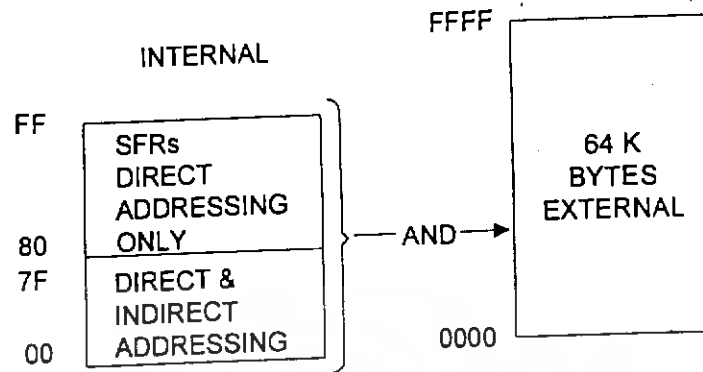 INTERNAL
FF
SFRs
DIRECT
ADDRESSING
ONLY
80
7F
DIRECT &
INDIRECT
ADDRESSING
00
AND
FFFF
64 K
BYTES
EXTERNAL
0000